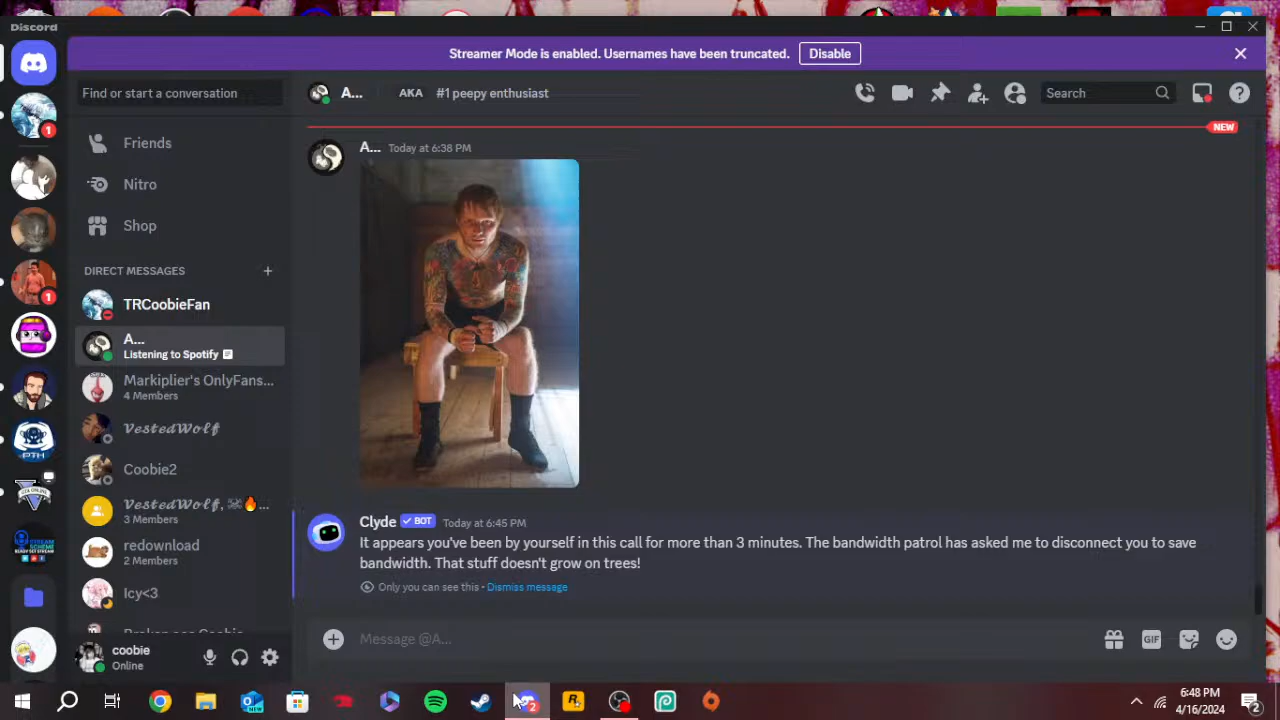 Discord
Streamer Mode is enabled. Usernames have been truncated.
Disable
Find or start a conversation
A...
AKA
#1 peepy enthusiast
Search
Friends
Nitro
Shop
DIRECT MESSAGES
TRCoobieFan
A...
Listening to Spotify
Markiplier's OnlyFans...
4 Members
𝓥𝓮𝓼𝓽𝓮𝓭𝓦𝓸𝓵𝓯
Coobie2
𝓥𝓮𝓼𝓽𝓮𝓭𝓦𝓸𝓵𝓯, ☠🔥...
3 Members
redownload
2 Members
Icy<3
coobie
Online
NEW
A... Today at 6:38 PM
Clyde BOT Today at 6:45 PM
It appears you've been by yourself in this call for more than 3 minutes. The bandwidth patrol has asked me to disconnect you to save
bandwidth. That stuff doesn't grow on trees!
Only you can see this • Dismiss message
Message @A...
GIF
1
1
2
6:48 PM
4/16/2024
2